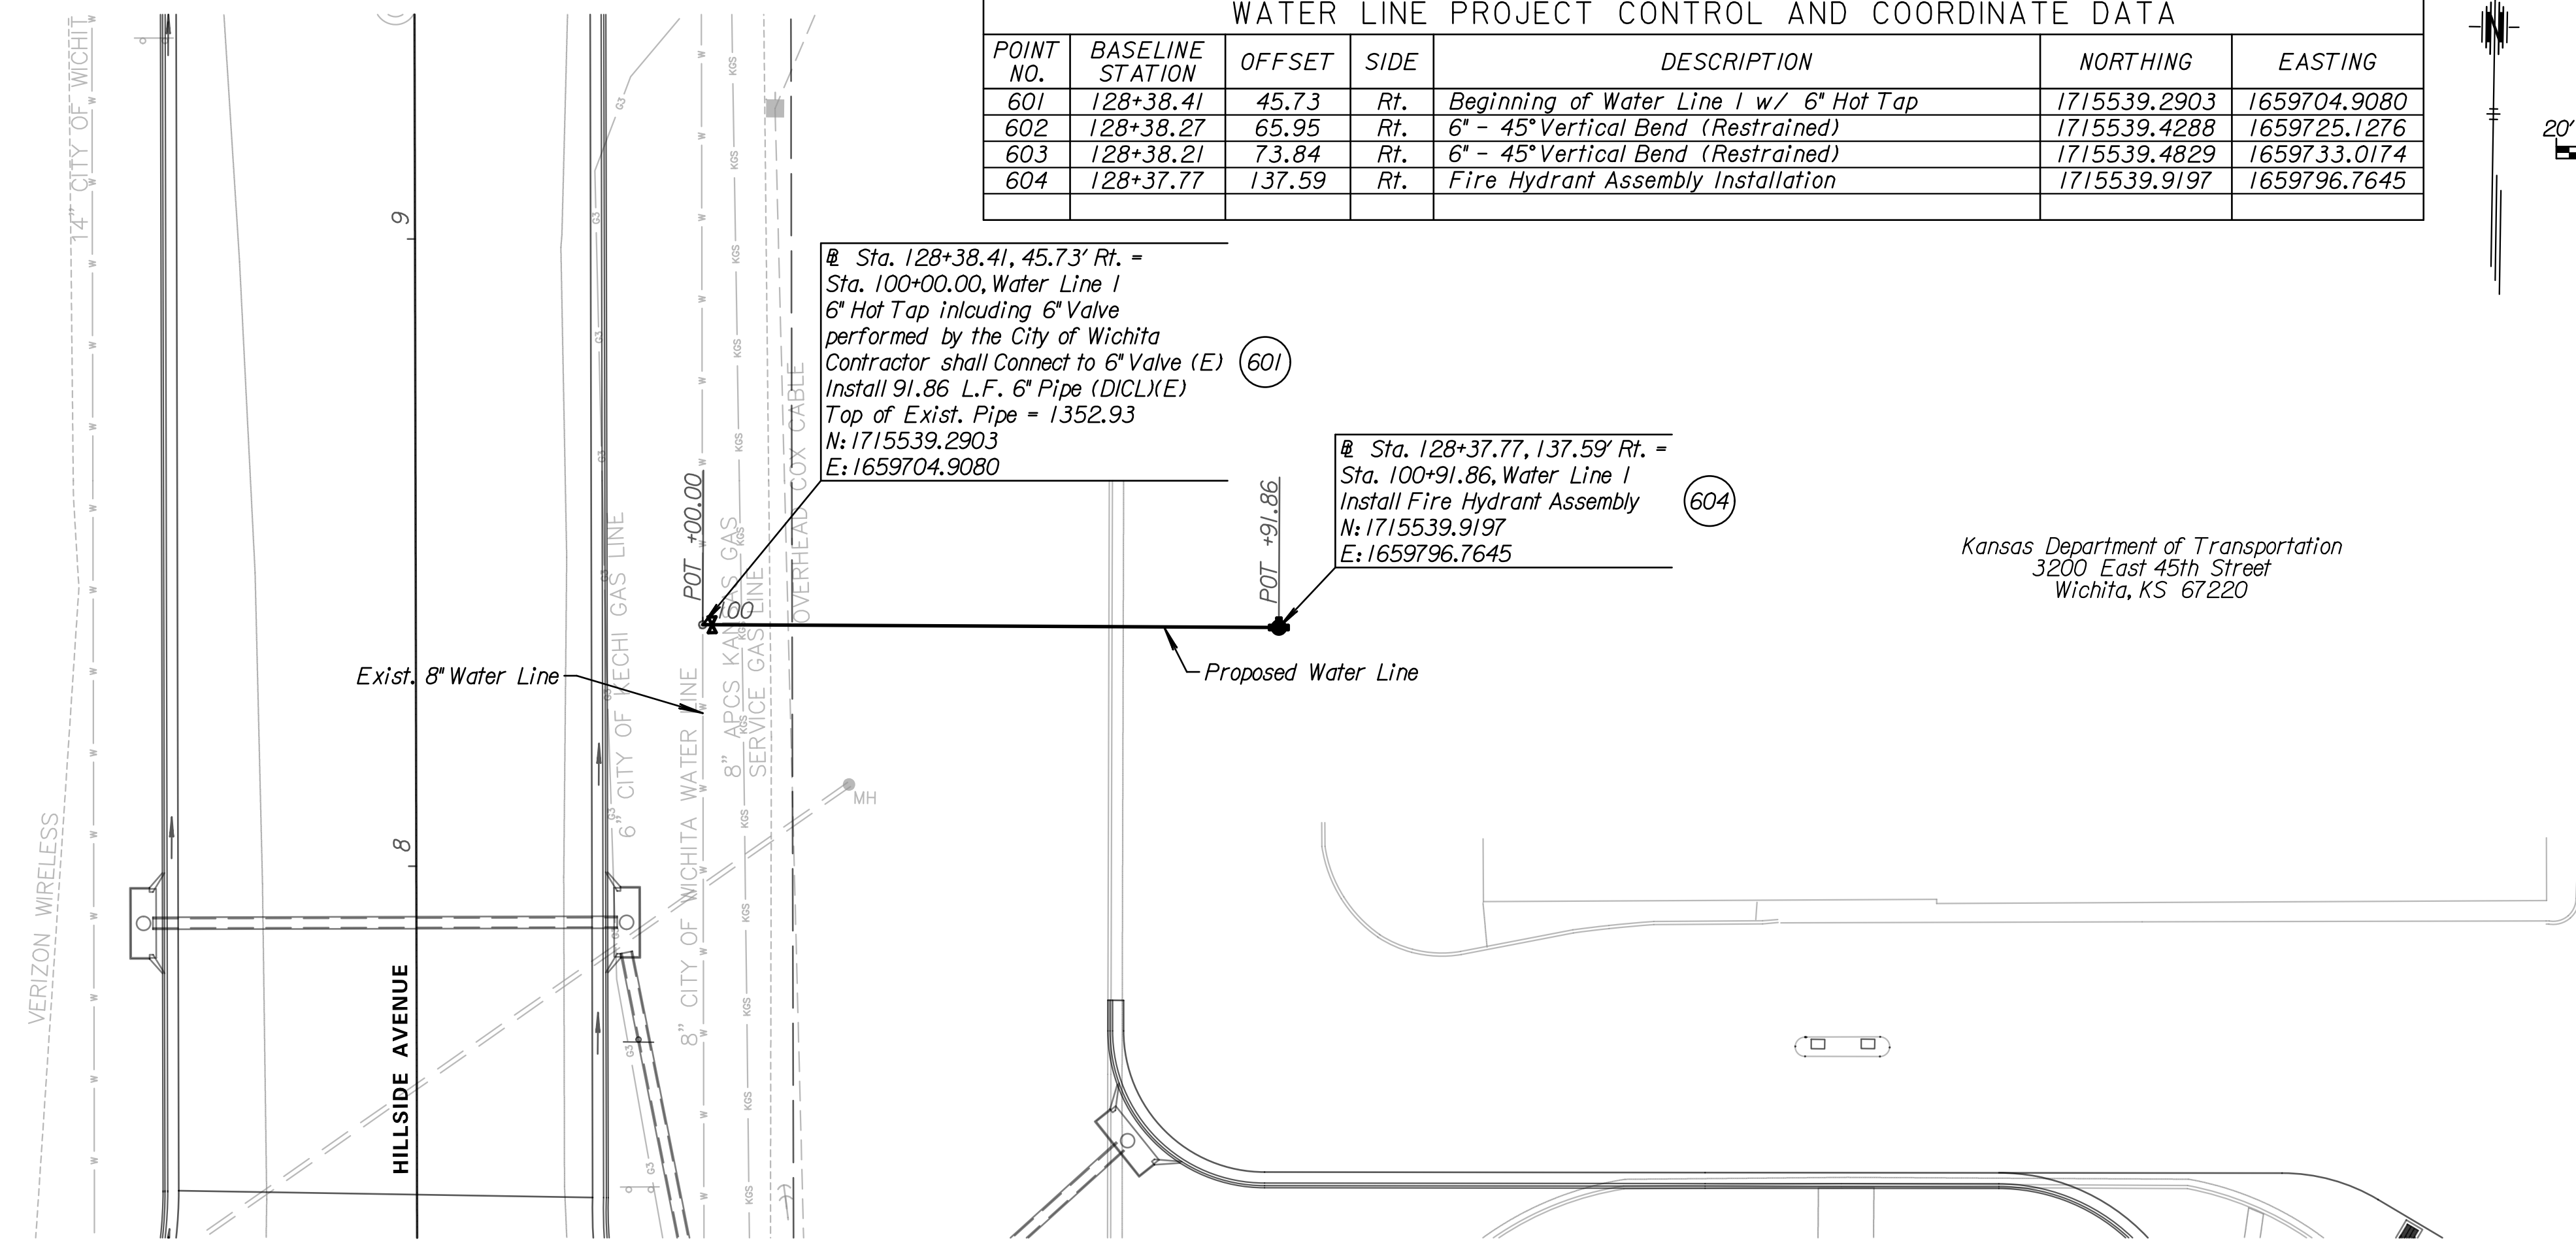 WATER LINE PROJECT CONTROL AND COORDINATE DATA
POINT NO. BASELINE STATION OFFSET SIDE DESCRIPTION NORTHING EASTING
601 128+38.41 45.73 Rt. Beginning of Water Line 1 w/ 6" Hot Tap 1715539.2903 1659704.9080
602 128+38.27 65.95 Rt. 6" - 45° Vertical Bend (Restrained) 1715539.4288 1659725.1276
603 128+38.21 73.84 Rt. 6" - 45° Vertical Bend (Restrained) 1715539.4829 1659733.0174
604 128+37.77 137.59 Rt. Fire Hydrant Assembly Installation 1715539.9197 1659796.7645
N
20'
14" CITY OF WICHIT
9
BL Sta. 128+38.41, 45.73' Rt. =
Sta. 100+00.00, Water Line 1
6" Hot Tap inlcuding 6" Valve
performed by the City of Wichita
Contractor shall Connect to 6" Valve (E)
Install 91.86 L.F. 6" Pipe (DICL)(E)
Top of Exist. Pipe = 1352.93
N:1715539.2903
E:1659704.9080
601
BL Sta. 128+37.77, 137.59' Rt. =
Sta. 100+91.86, Water Line 1
Install Fire Hydrant Assembly
N:1715539.9197
E:1659796.7645
604
Kansas Department of Transportation
3200 East 45th Street
Wichita, KS 67220
POT +00.00
POT +91.86
100
OVERHEAD COX CABLE
6" CITY OF KECHI GAS LINE
8" APCS KANSAS GAS
SERVICE GAS LINE
Exist. 8" Water Line
Proposed Water Line
8" CITY OF WICHITA WATER LINE
MH
8
VERIZON WIRELESS
HILLSIDE AVENUE